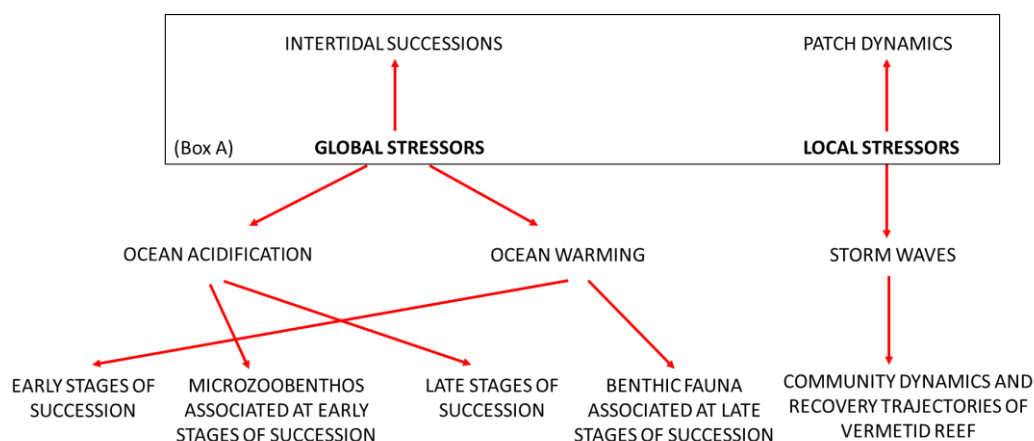 INTERTIDAL SUCCESSIONS
PATCH DYNAMICS
(Box A)
GLOBAL STRESSORS
LOCAL STRESSORS
OCEAN ACIDIFICATION
OCEAN WARMING
STORM WAVES
EARLY STAGES OF
SUCCESSION
MICROZOOBENTHOS
ASSOCIATED AT EARLY
STAGES OF SUCCESSION
LATE STAGES OF
SUCCESSION
BENTHIC FAUNA
ASSOCIATED AT LATE
STAGES OF SUCCESSION
COMMUNITY DYNAMICS AND
RECOVERY TRAJECTORIES OF
VERMETID REEF